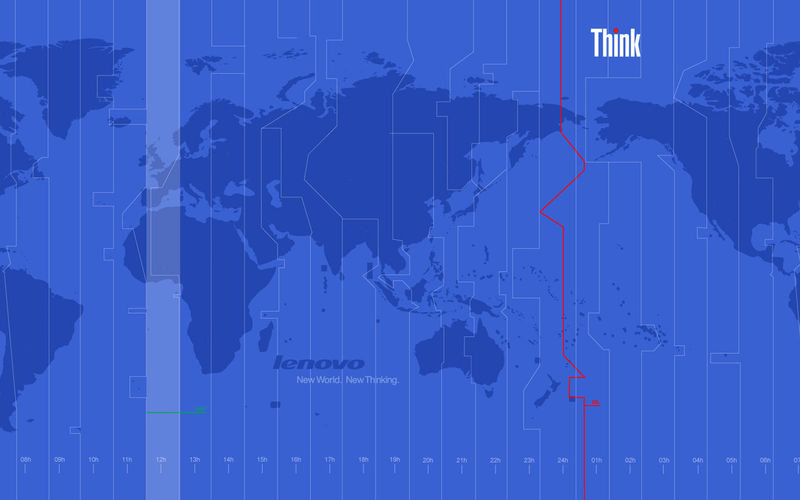 Think
lenovo
New World. New Thinking.
08h 09h 10h 11h 12h 13h 14h 15h 16h 17h 18h 19h 20h 21h 22h 23h 24h 01h 02h 03h 04h 05h 06h